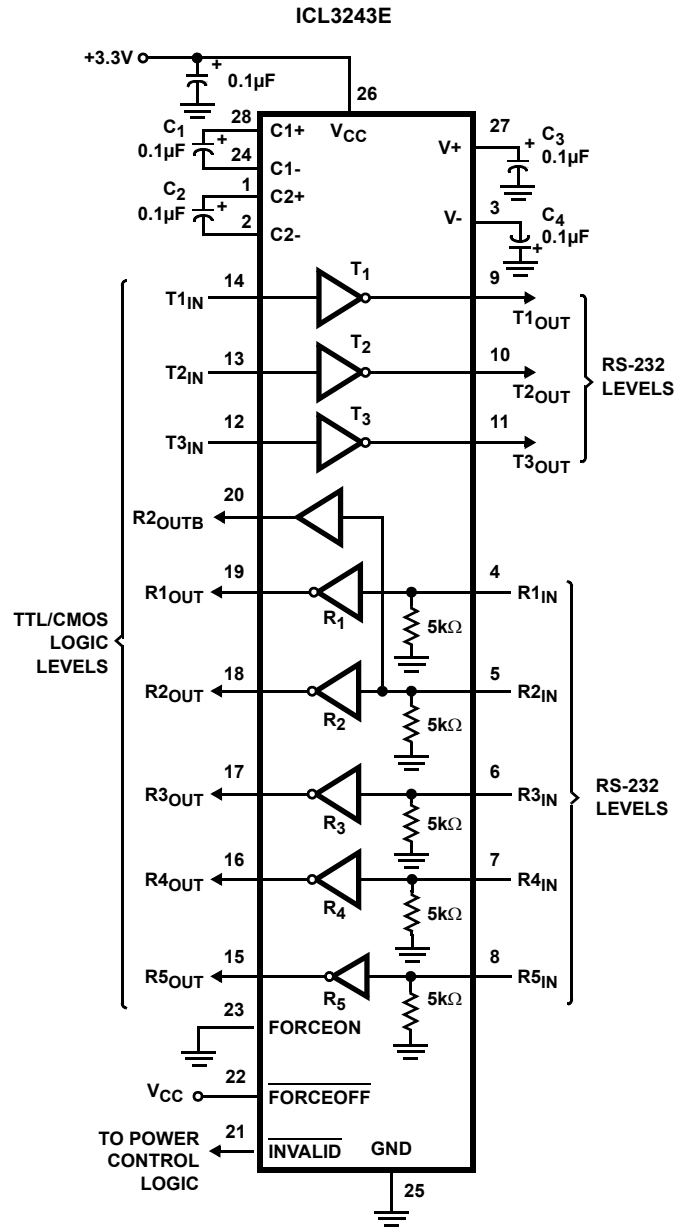 ICL3243E
+3.3V
+
0.1µF
26
28
C1+
VCC
27
C1
0.1µF
+
24
C1-
V+
+
C3
0.1µF
1
C2+
C2
0.1µF
+
2
C2-
3
V-
C4
0.1µF
+
T1IN
14
T1
9
T1OUT
T2IN
13
T2
10
T2OUT
RS-232
LEVELS
T3IN
12
T3
11
T3OUT
R2OUTB
20
R1OUT
19
R1
5kΩ
4
R1IN
TTL/CMOS
LOGIC
LEVELS
R2OUT
18
R2
5kΩ
5
R2IN
R3OUT
17
R3
5kΩ
6
R3IN
RS-232
LEVELS
R4OUT
16
R4
5kΩ
7
R4IN
R5OUT
15
R5
5kΩ
8
R5IN
23
FORCEON
VCC
22
FORCEOFF
TO POWER
CONTROL
LOGIC
21
INVALID
GND
25